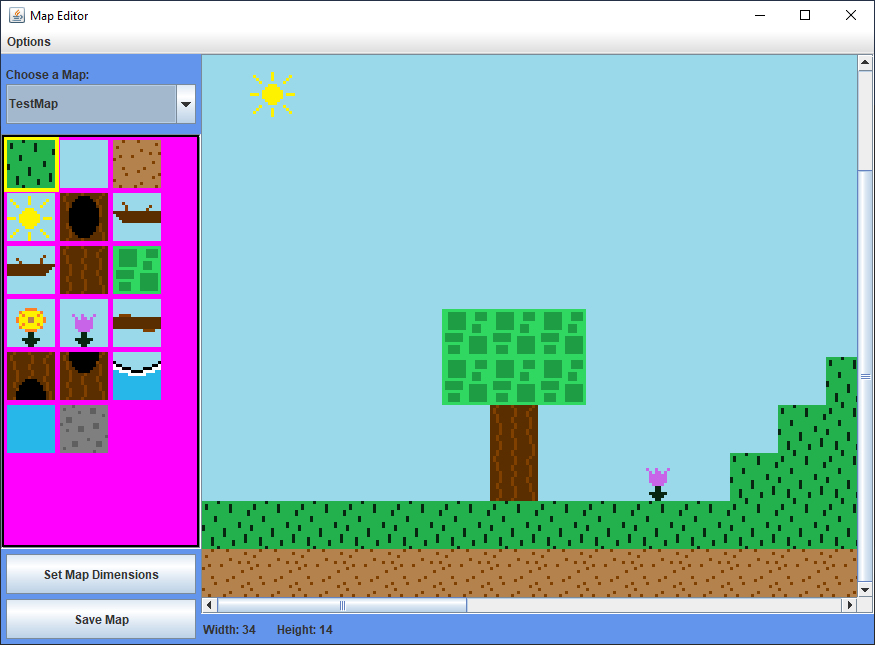 Map Editor
Options
Choose a Map:
TestMap
Set Map Dimensions
Save Map
Width: 34 Height: 14